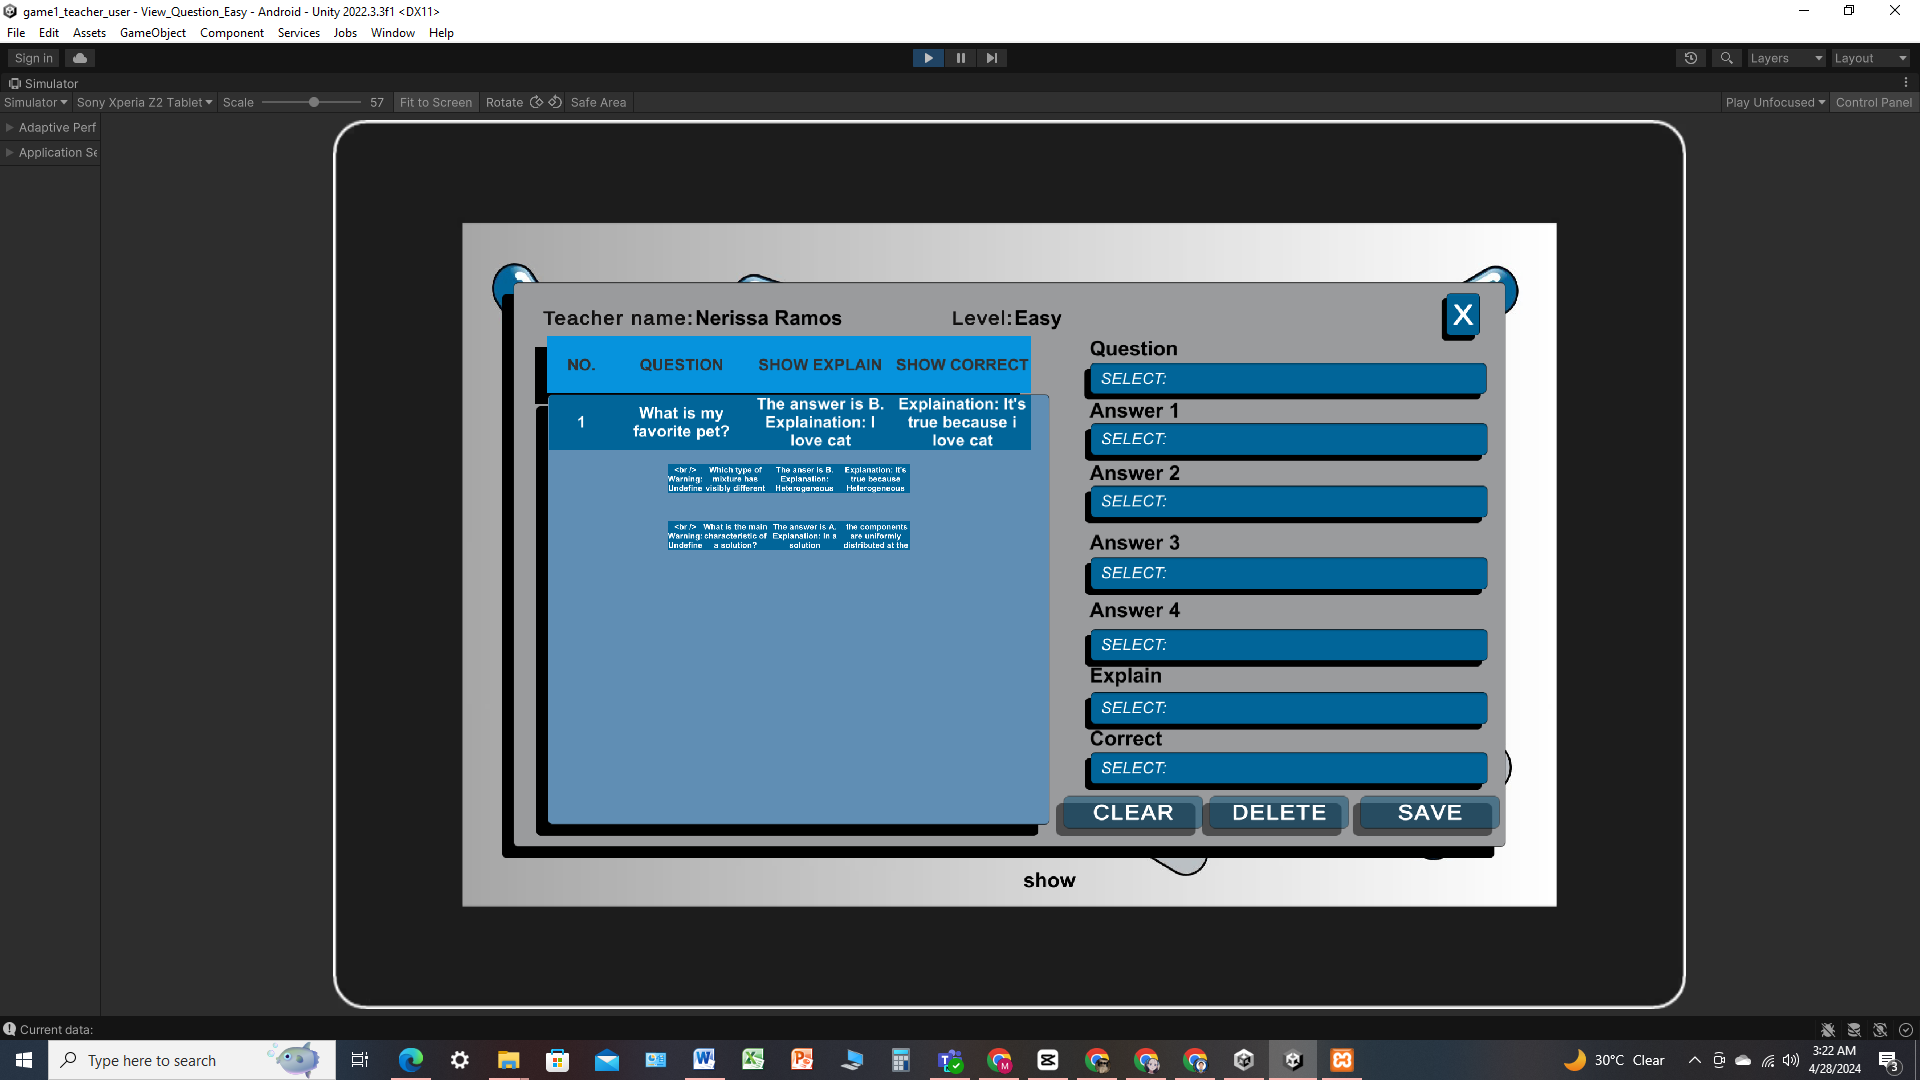 game1_teacher_user - View_Question_Easy - Android - Unity 2022.3.3f1 <DX11>
File Edit Assets GameObject Component Services Jobs Window Help
Sign in
Layers
Layout
Simulator
Simulator Sony Xperia Z2 Tablet Scale 57 Fit to Screen Rotate Safe Area Play Unfocused Control Panel
Adaptive Perf
Application Se
Teacher name:Nerissa Ramos Level:Easy
X
NO. QUESTION SHOW EXPLAIN SHOW CORRECT
1
What is my
favorite pet?
The answer is B.
Explaination: I
love cat
Explaination: It's
true because i
love cat
<br />
Warning:
Undefine
Which type of
mixture has
visibly different
The anser is B.
Explanation:
Heterogeneous
Explanation: It's
true because
Heterogeneous
<br />
Warning:
Undefine
What is the main
characteristic of
a solution?
The answer is A.
Explanation: in a
solution
the components
are uniformly
distributed at the
Question
SELECT:
Answer 1
SELECT:
Answer 2
SELECT:
Answer 3
SELECT:
Answer 4
SELECT:
Explain
SELECT:
Correct
SELECT:
CLEAR DELETE SAVE
show
Current data:
Type here to search
30°C Clear
3:22 AM
4/28/2024
3